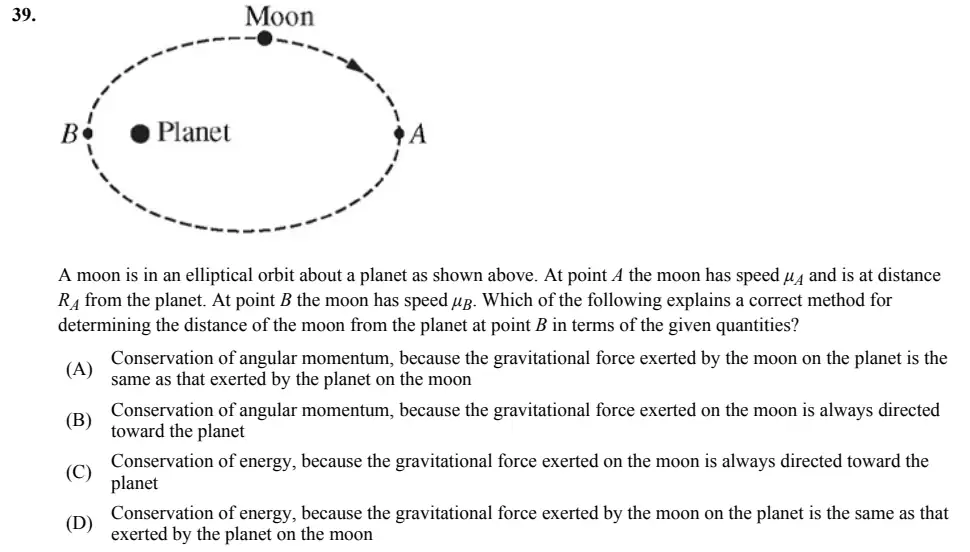 39.
Moon
B
Planet
A
A moon is in an elliptical orbit about a planet as shown above. At point A the moon has speed μA and is at distance
RA from the planet. At point B the moon has speed μB. Which of the following explains a correct method for
determining the distance of the moon from the planet at point B in terms of the given quantities?
(A) Conservation of angular momentum, because the gravitational force exerted by the moon on the planet is the
same as that exerted by the planet on the moon
(B) Conservation of angular momentum, because the gravitational force exerted on the moon is always directed
toward the planet
(C) Conservation of energy, because the gravitational force exerted on the moon is always directed toward the
planet
(D) Conservation of energy, because the gravitational force exerted by the moon on the planet is the same as that
exerted by the planet on the moon